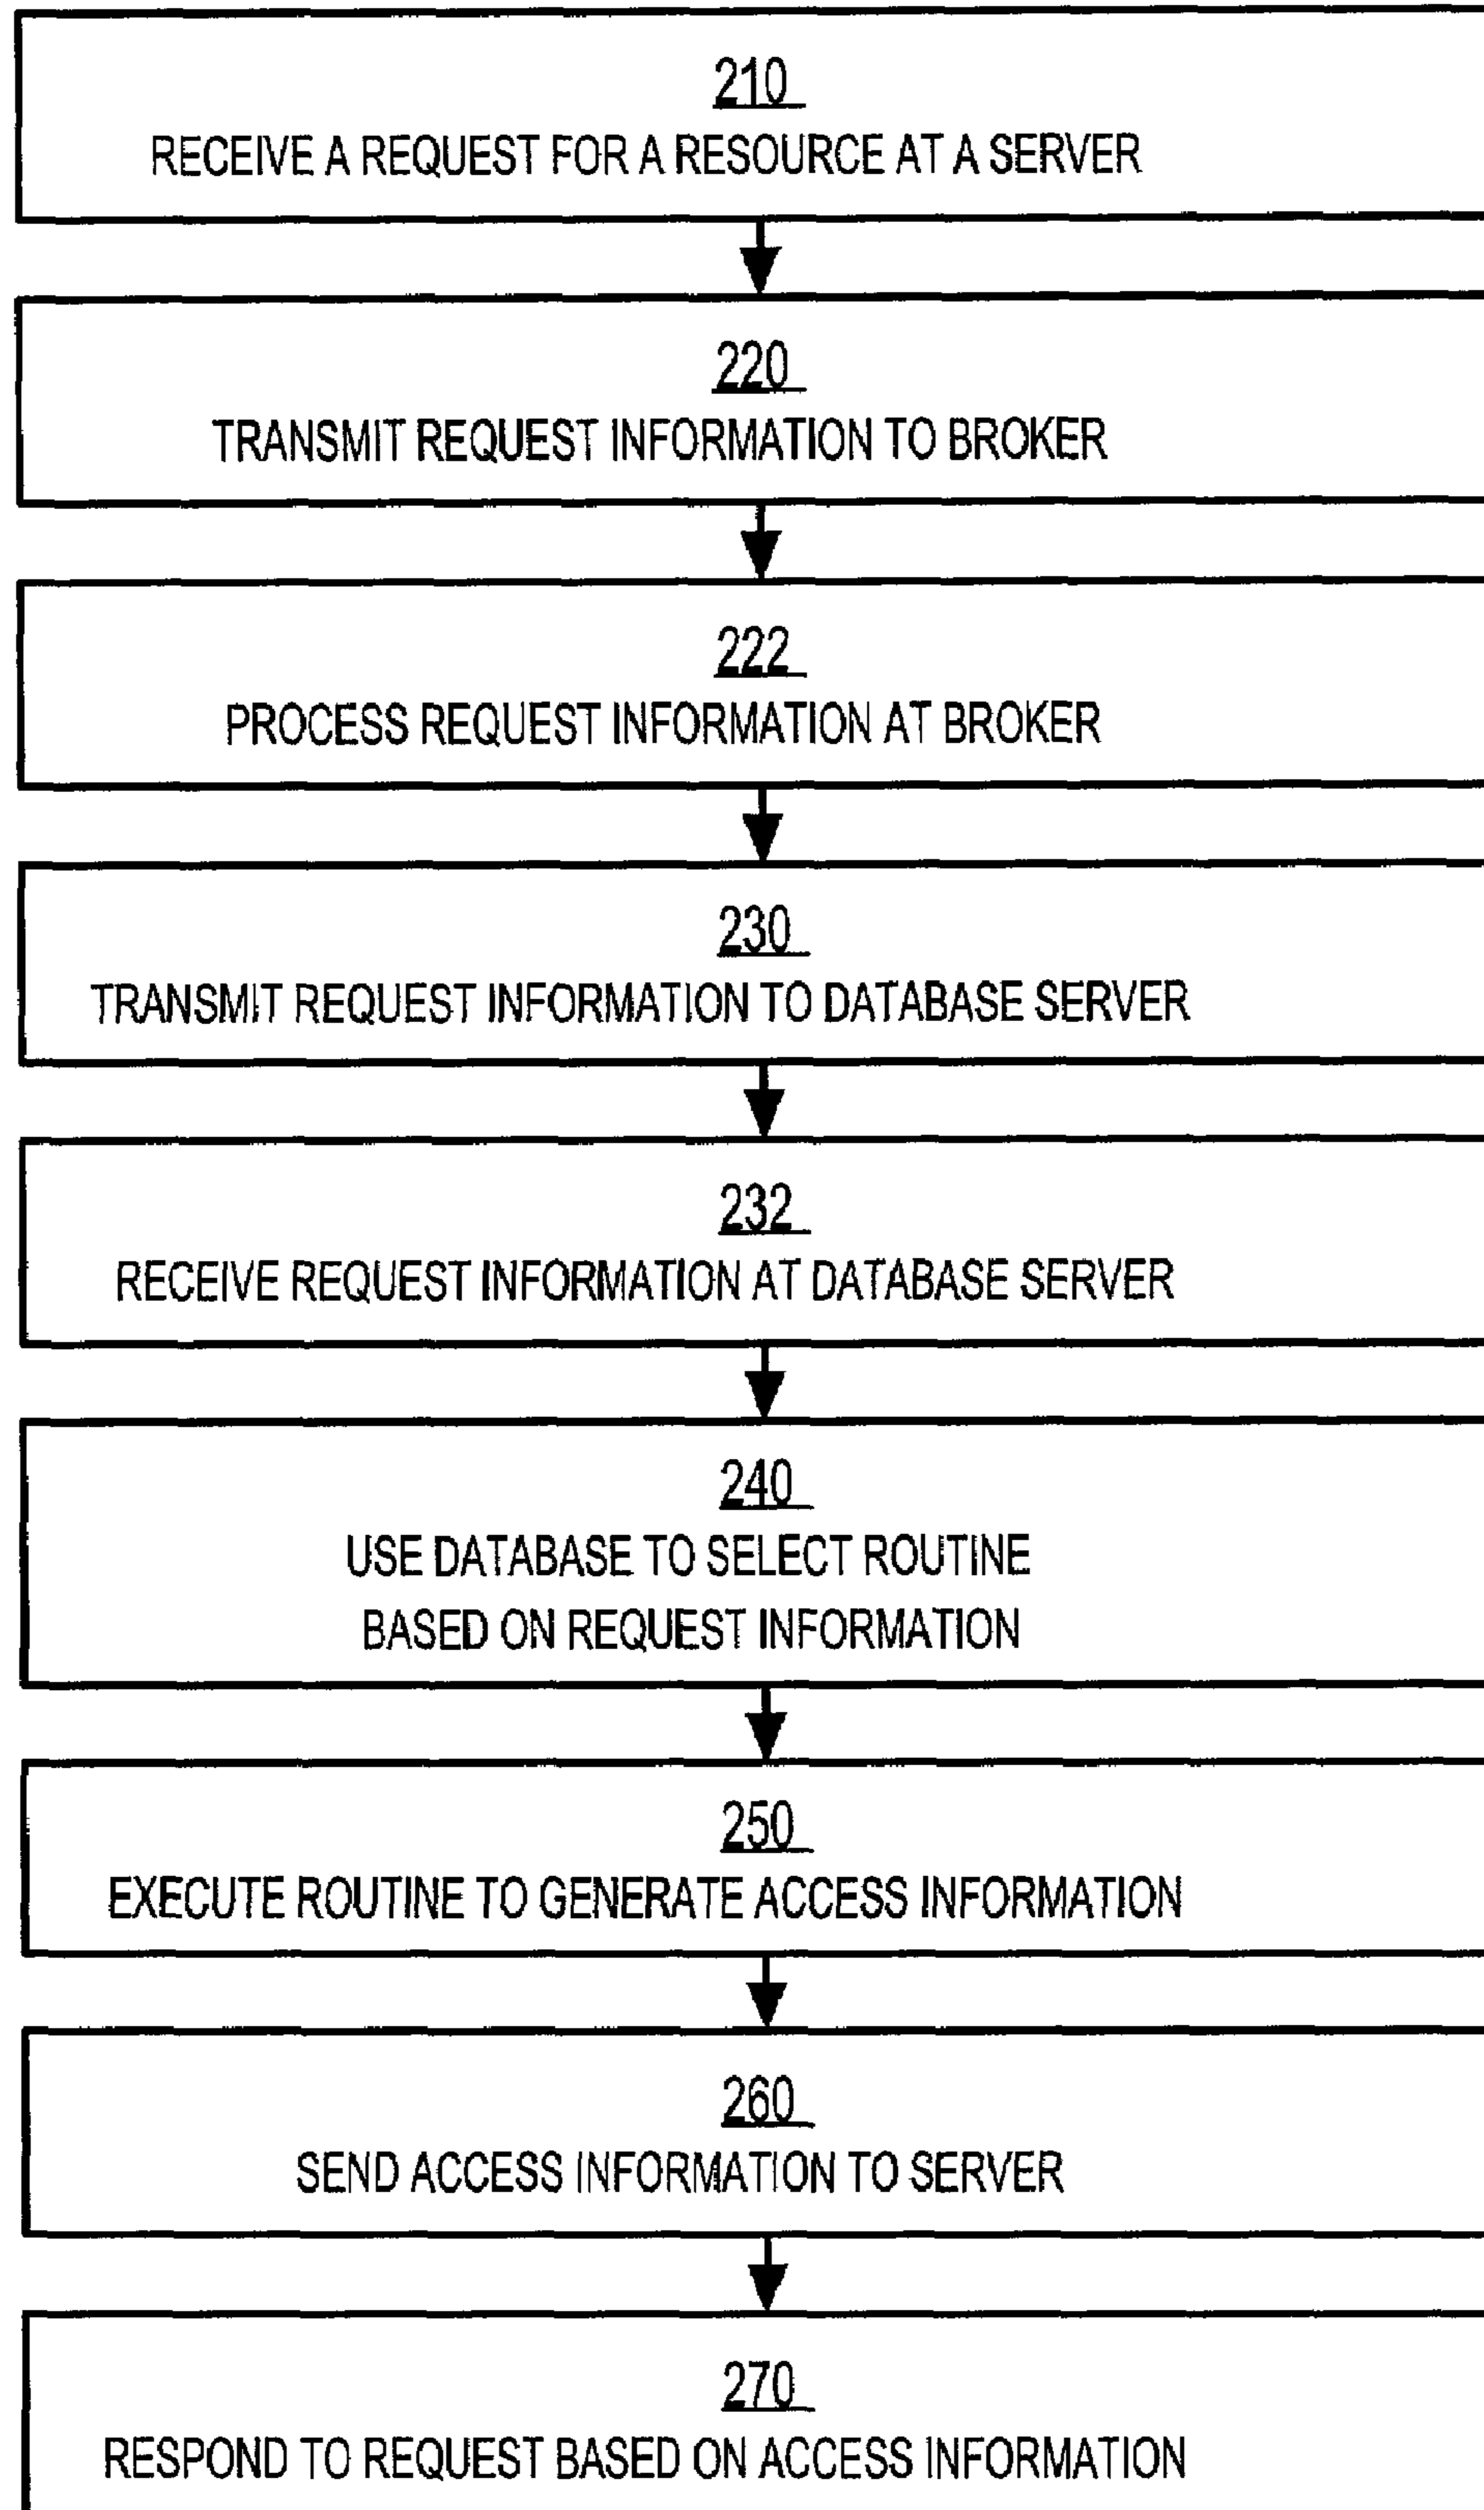 210
RECEIVE A REQUEST FOR A RESOURCE AT A SERVER
220
TRANSMIT REQUEST INFORMATION TO BROKER
222
PROCESS REQUEST INFORMATION AT BROKER
230
TRANSMIT REQUEST INFORMATION TO DATABASE SERVER
232
RECEIVE REQUEST INFORMATION AT DATABASE SERVER
240
USE DATABASE TO SELECT ROUTINE
BASED ON REQUEST INFORMATION
250
EXECUTE ROUTINE TO GENERATE ACCESS INFORMATION
260
SEND ACCESS INFORMATION TO SERVER
270
RESPOND TO REQUEST BASED ON ACCESS INFORMATION